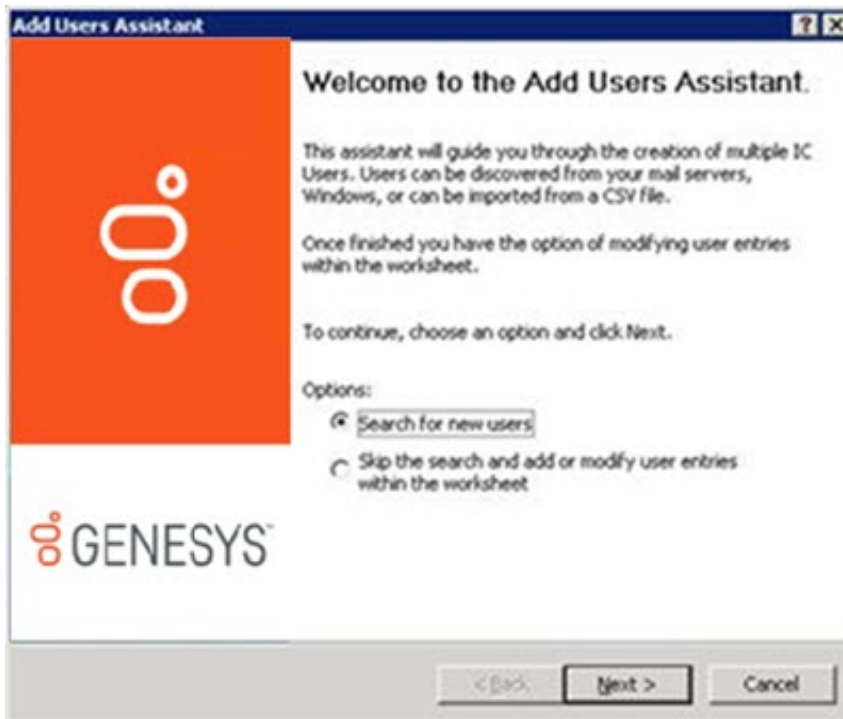 Add Users Assistant
Welcome to the Add Users Assistant.
This assistant will guide you through the creation of multiple IC
Users. Users can be discovered from your mail servers,
Windows, or can be imported from a CSV file.
Once finished you have the option of modifying user entries
within the worksheet.
To continue, choose an option and click Next.
Options:
Search for new users
Skip the search and add or modify user entries
within the worksheet
GENESYS™
< Back
Next >
Cancel